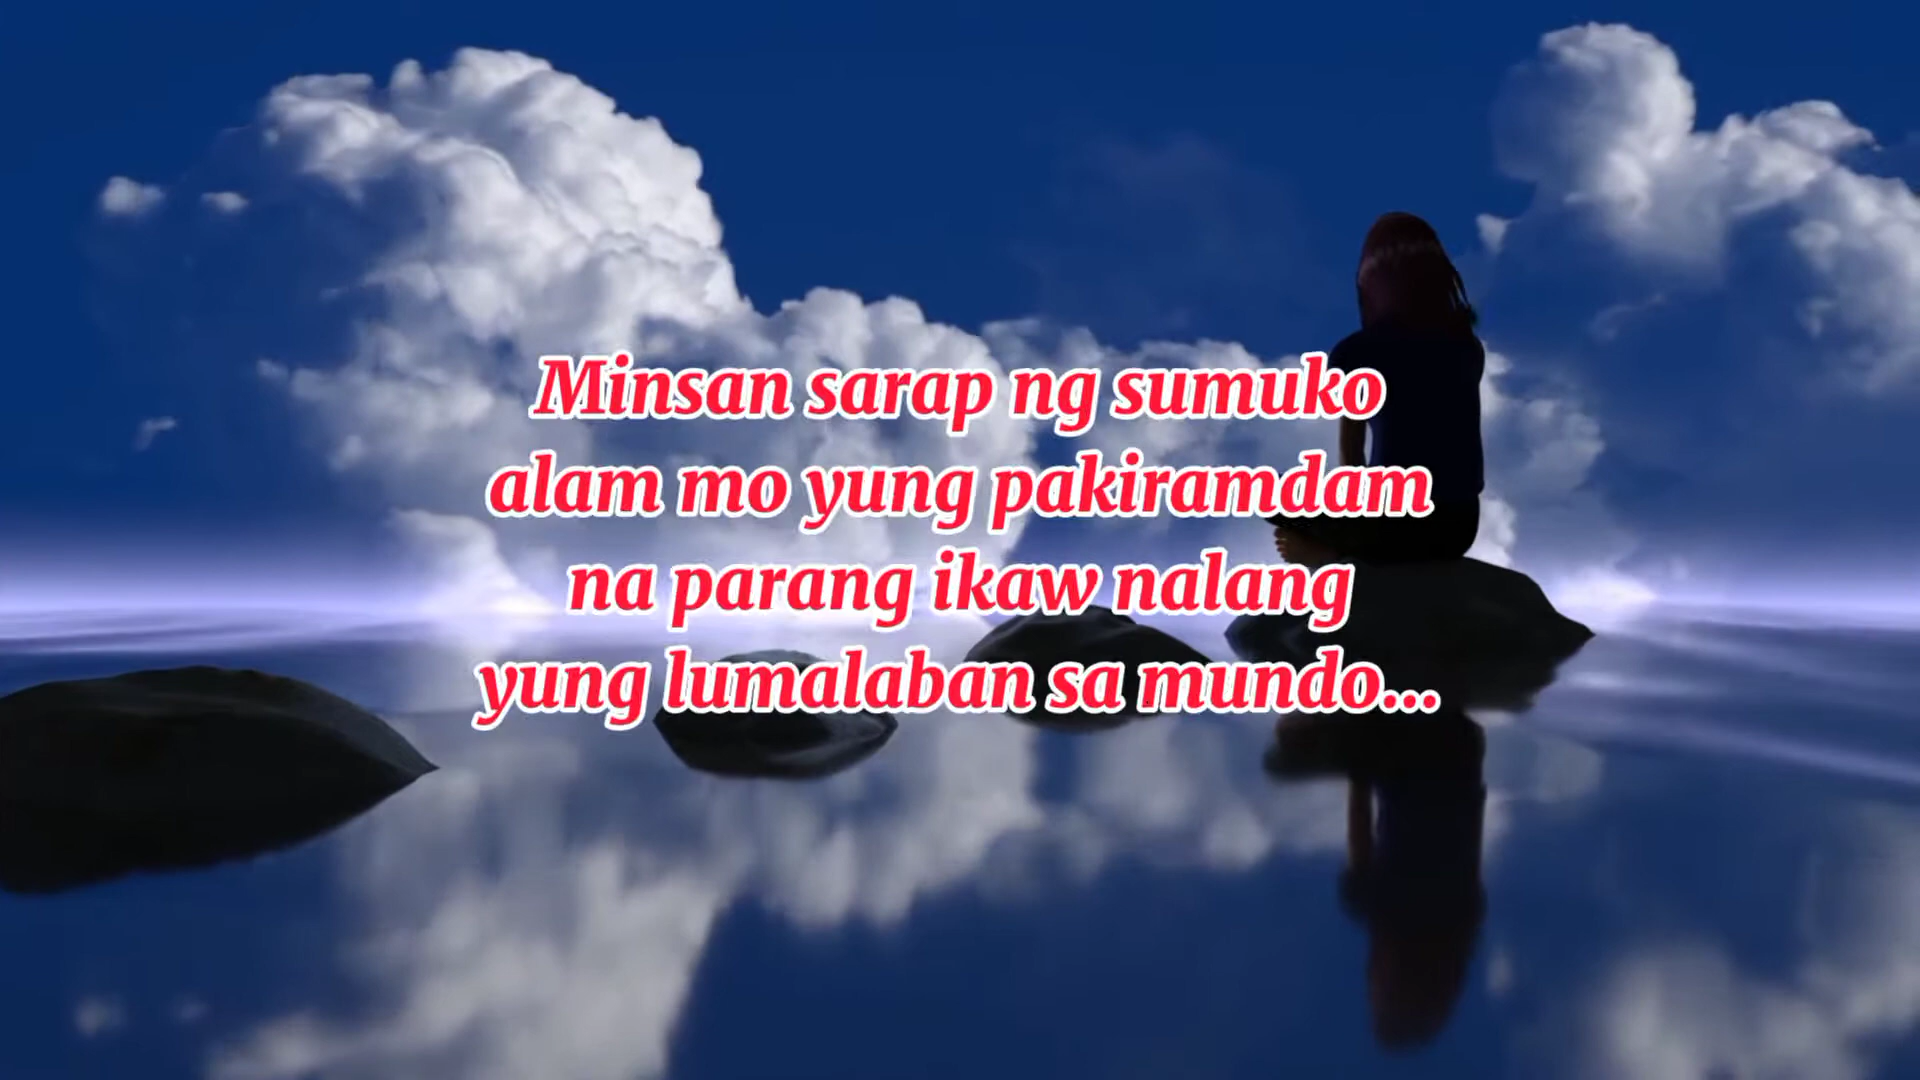 Minsan sarap ng sumuko
alam mo yung pakiramdam
na parang ikaw nalang
yung lumalaban sa mundo...